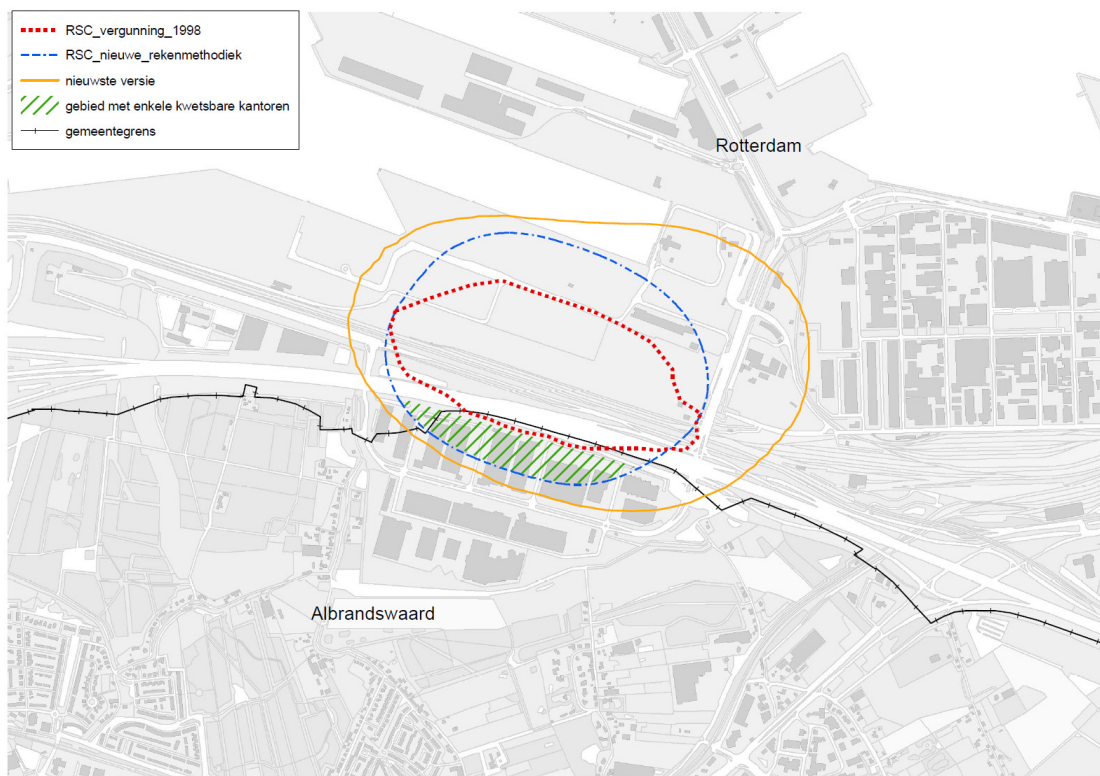 RSC_vergunning_1998
RSC_nieuwe_rekenmethodiek
nieuwste versie
gebied met enkele kwetsbare kantoren
gemeentegrens
Rotterdam
Albrandswaard